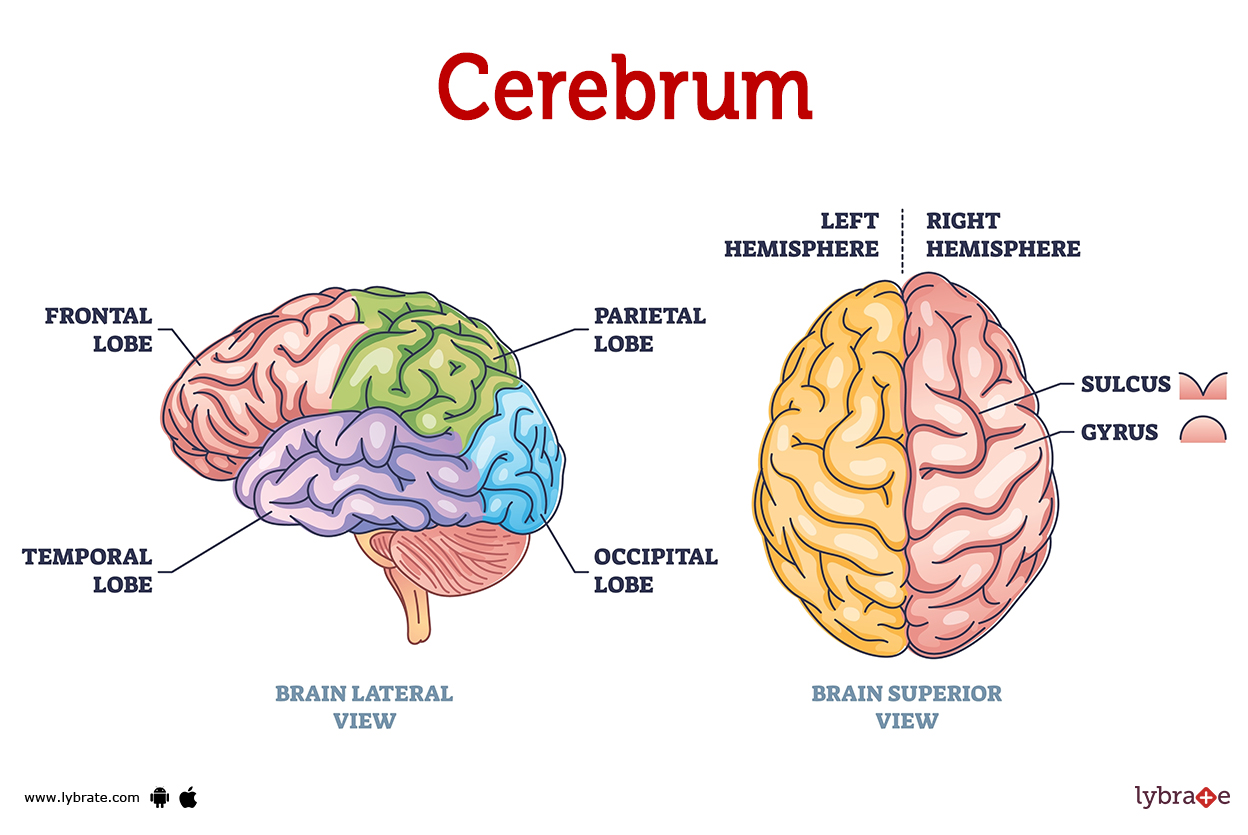 Cerebrum
LEFT
HEMISPHERE
RIGHT
HEMISPHERE
FRONTAL
LOBE
PARIETAL
LOBE
SULCUS
GYRUS
TEMPORAL
LOBE
OCCIPITAL
LOBE
BRAIN LATERAL
VIEW
BRAIN SUPERIOR
VIEW
www.lybrate.com
lybrate